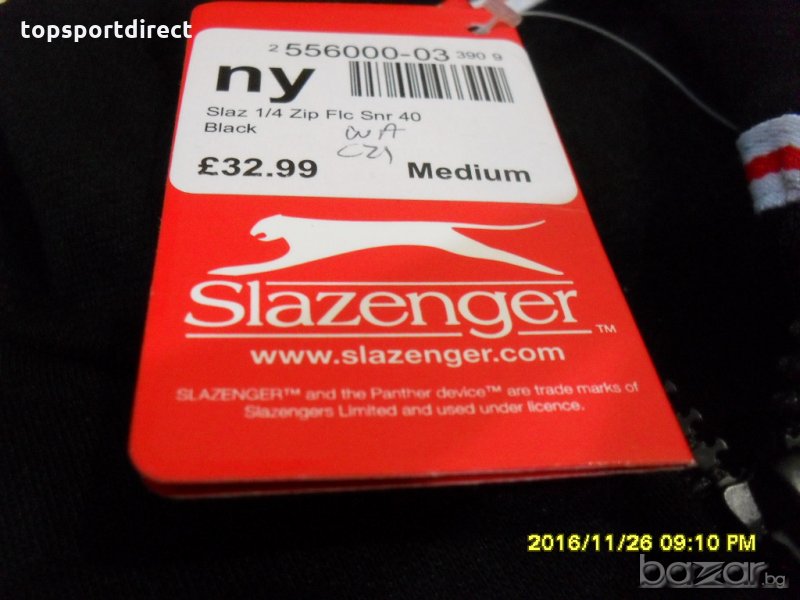 topsportdirect
2 556000-03 390 9
ny
Slaz 1/4 Zip Flc Snr 40
Black
WA
£32.99
Medium
Slazenger™
www.slazenger.com
SLAZENGER™ and the Panther device™ are trade marks of
Slazengers Limited and used under licence.
2016/11/26 09:10 PM
bazar.bg